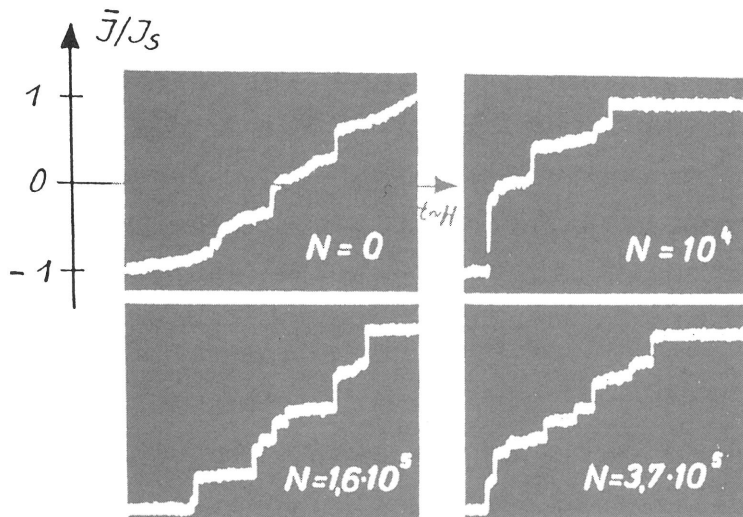 J̄/Jₛ
1
0
-1
t~H
N = 0
N = 10⁴
N=1,6·10⁵
N=3,7·10⁵